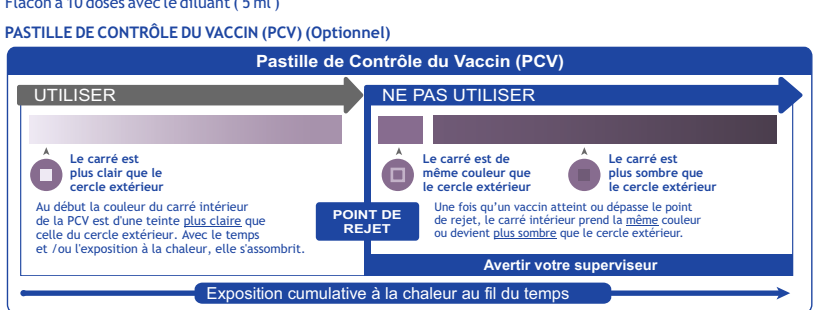 Flacon à 10 doses avec le diluant ( 5 ml )
PASTILLE DE CONTRÔLE DU VACCIN (PCV) (Optionnel)
Pastille de Contrôle du Vaccin (PCV)
UTILISER
NE PAS UTILISER
Le carré est
plus clair que le
cercle extérieur
Le carré est de
même couleur que
le cercle extérieur
Le carré est
plus sombre que
le cercle extérieur
Au début la couleur du carré intérieur
de la PCV est d'une teinte plus claire que
celle du cercle extérieur. Avec le temps
et /ou l'exposition à la chaleur, elle s'assombrit.
POINT DE
REJET
Une fois qu’un vaccin atteint ou dépasse le point
de rejet, le carré intérieur prend la même couleur
ou devient plus sombre que le cercle extérieur.
Avertir votre superviseur
Exposition cumulative à la chaleur au fil du temps